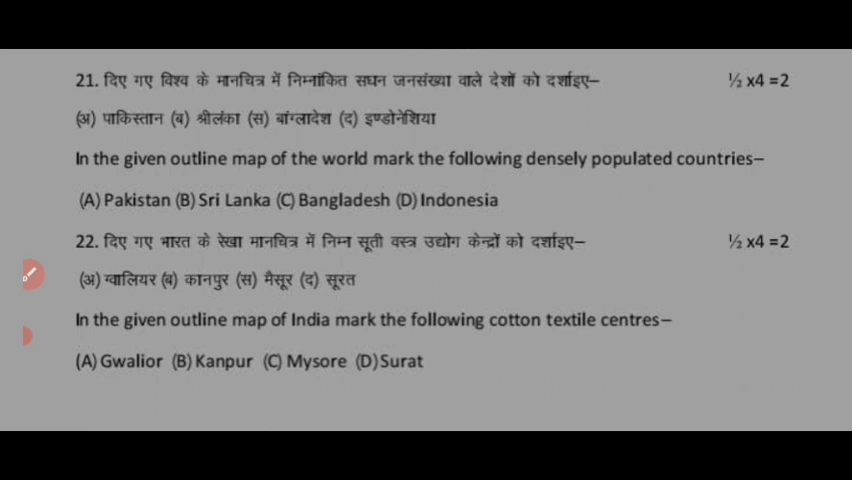 21. दिए गए विश्व के मानचित्र में निम्नांकित सघन जनसंख्या वाले देशों को दर्शाइए– ½ x4 =2
(अ) पाकिस्तान (ब) श्रीलंका (स) बांग्लादेश (द) इण्डोनेशिया
In the given outline map of the world mark the following densely populated countries–
(A) Pakistan (B) Sri Lanka (C) Bangladesh (D) Indonesia
22. दिए गए भारत के रेखा मानचित्र में निम्न सूती वस्त्र उद्योग केन्द्रों को दर्शाइए– ½ x4 =2
(अ) ग्वालियर (ब) कानपुर (स) मैसूर (द) सूरत
In the given outline map of India mark the following cotton textile centres–
(A) Gwalior (B) Kanpur (C) Mysore (D) Surat